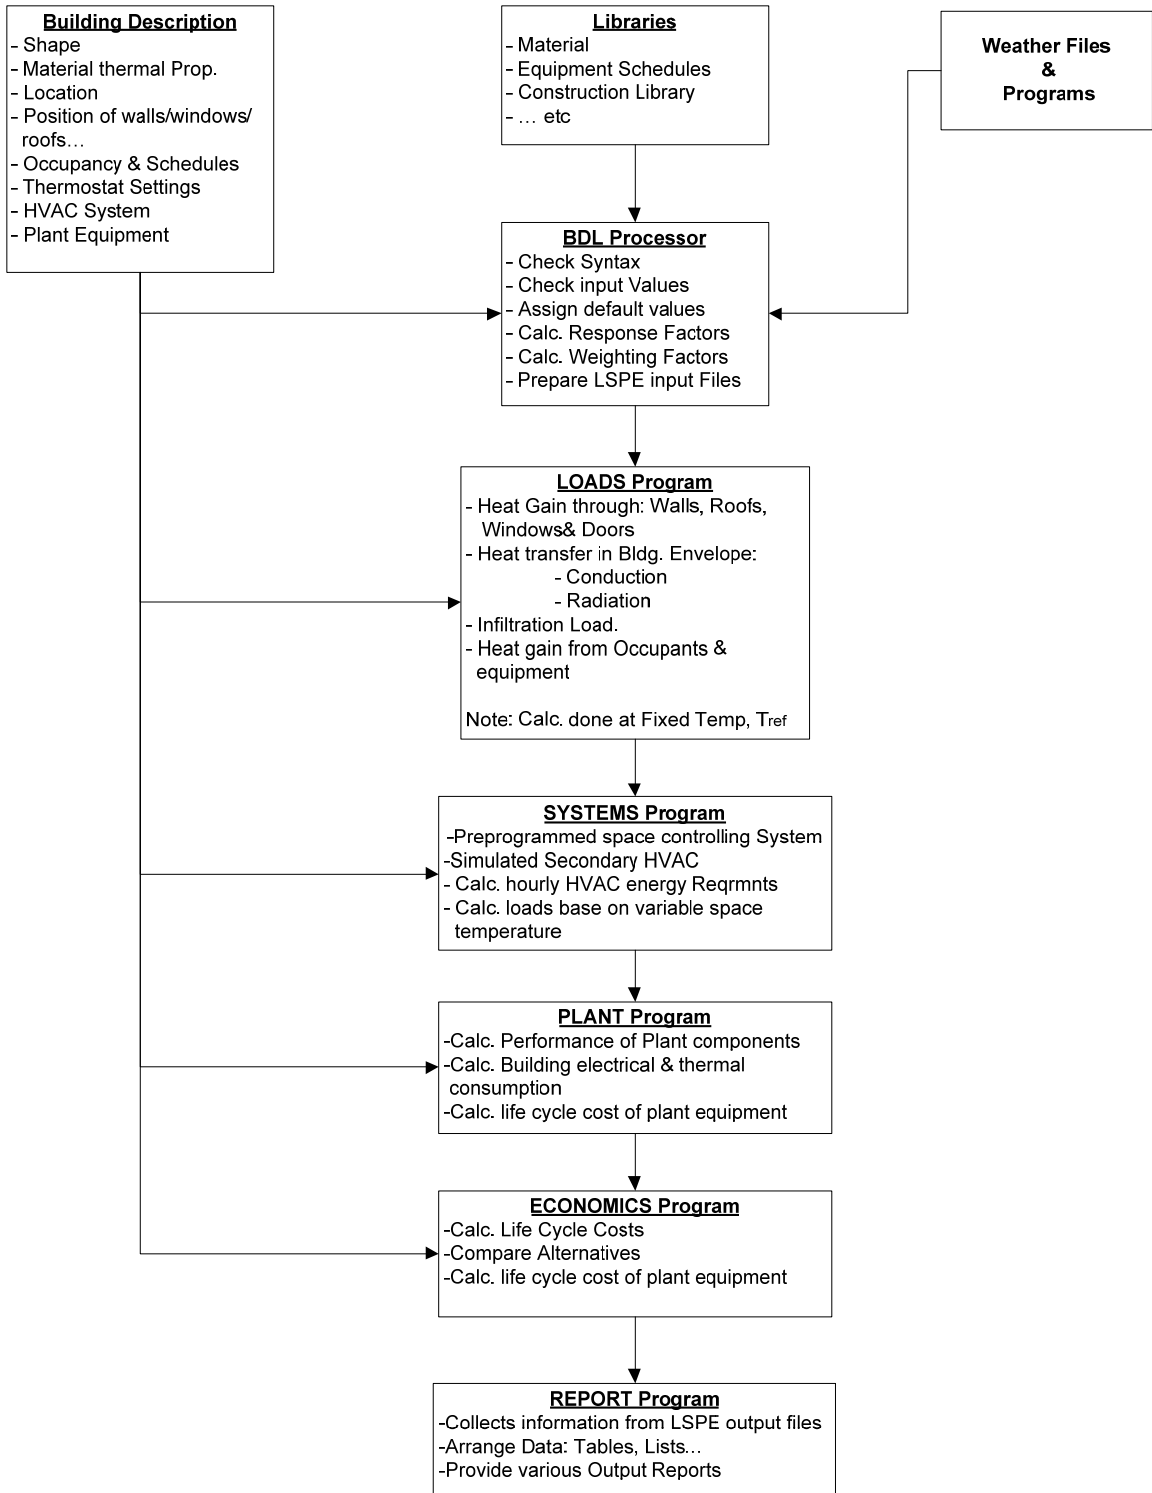 Building Description
- Shape
- Material thermal Prop.
- Location
- Position of walls/windows/
roofs...
- Occupancy & Schedules
- Thermostat Settings
- HVAC System
- Plant Equipment
Libraries
- Material
- Equipment Schedules
- Construction Library
- ... etc
Weather Files
&
Programs
BDL Processor
- Check Syntax
- Check input Values
- Assign default values
- Calc. Response Factors
- Calc. Weighting Factors
- Prepare LSPE input Files
LOADS Program
- Heat Gain through: Walls, Roofs,
Windows& Doors
- Heat transfer in Bldg. Envelope:
- Conduction
- Radiation
- Infiltration Load.
- Heat gain from Occupants &
equipment
Note: Calc. done at Fixed Temp, Tref
SYSTEMS Program
-Preprogrammed space controlling System
-Simulated Secondary HVAC
- Calc. hourly HVAC energy Reqrmnts
- Calc. loads base on variable space
temperature
PLANT Program
-Calc. Performance of Plant components
-Calc. Building electrical & thermal
consumption
-Calc. life cycle cost of plant equipment
ECONOMICS Program
-Calc. Life Cycle Costs
-Compare Alternatives
-Calc. life cycle cost of plant equipment
REPORT Program
-Collects information from LSPE output files
-Arrange Data: Tables, Lists...
-Provide various Output Reports